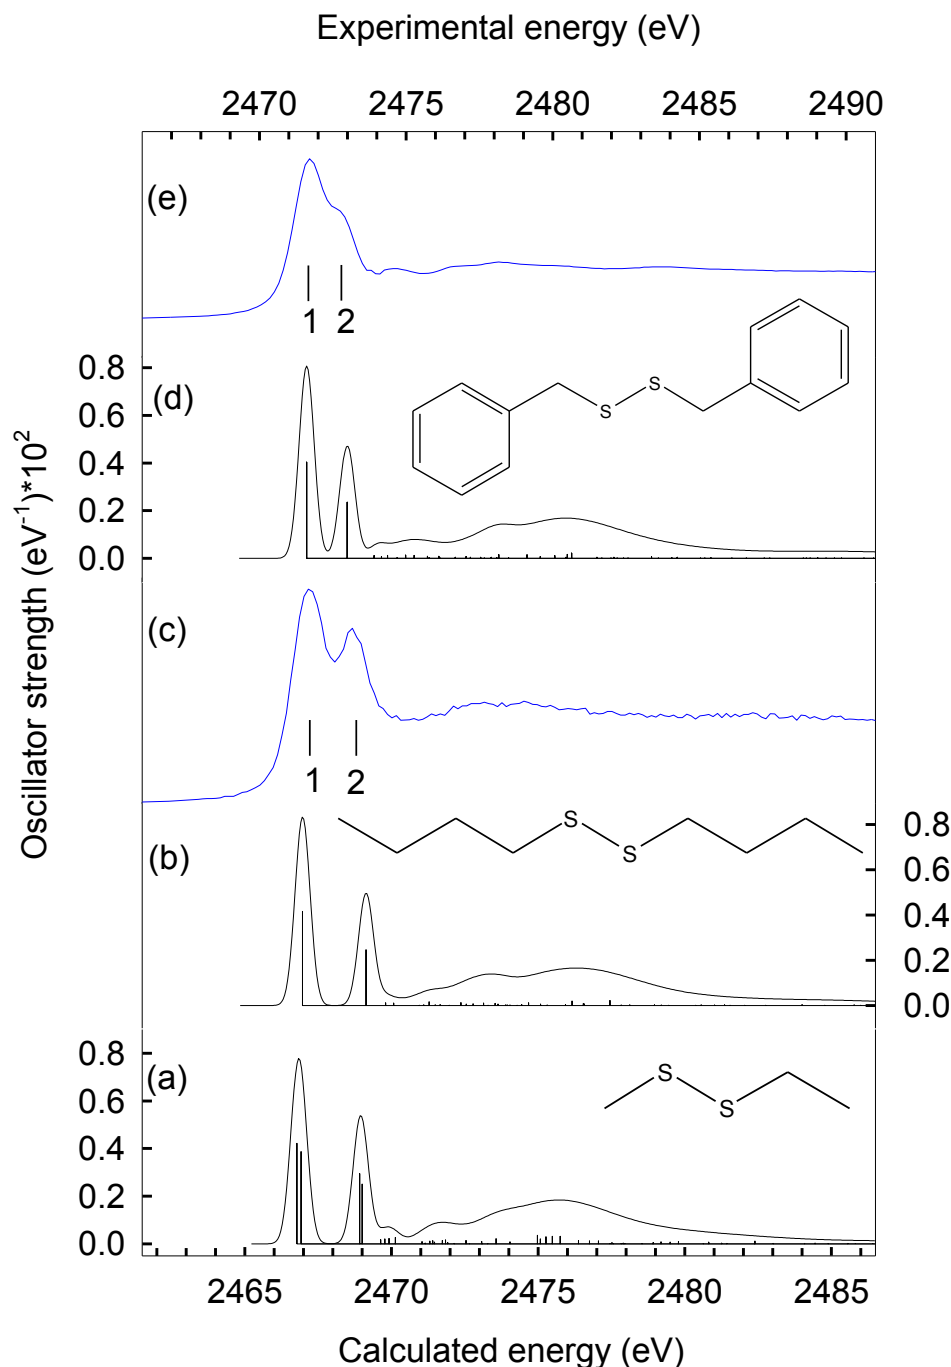 Experimental energy (eV)
2470 2475 2480 2485 2490
(e)
1 2
0.8
0.6
0.4
0.2
0.0
(d)
S
S
Oscillator strength (eV⁻¹)*10²
(c)
1 2
S
S
0.8
0.6
0.4
0.2
0.0
(b)
0.8
0.6
0.4
0.2
0.0
(a)
S
S
2465 2470 2475 2480 2485
Calculated energy (eV)